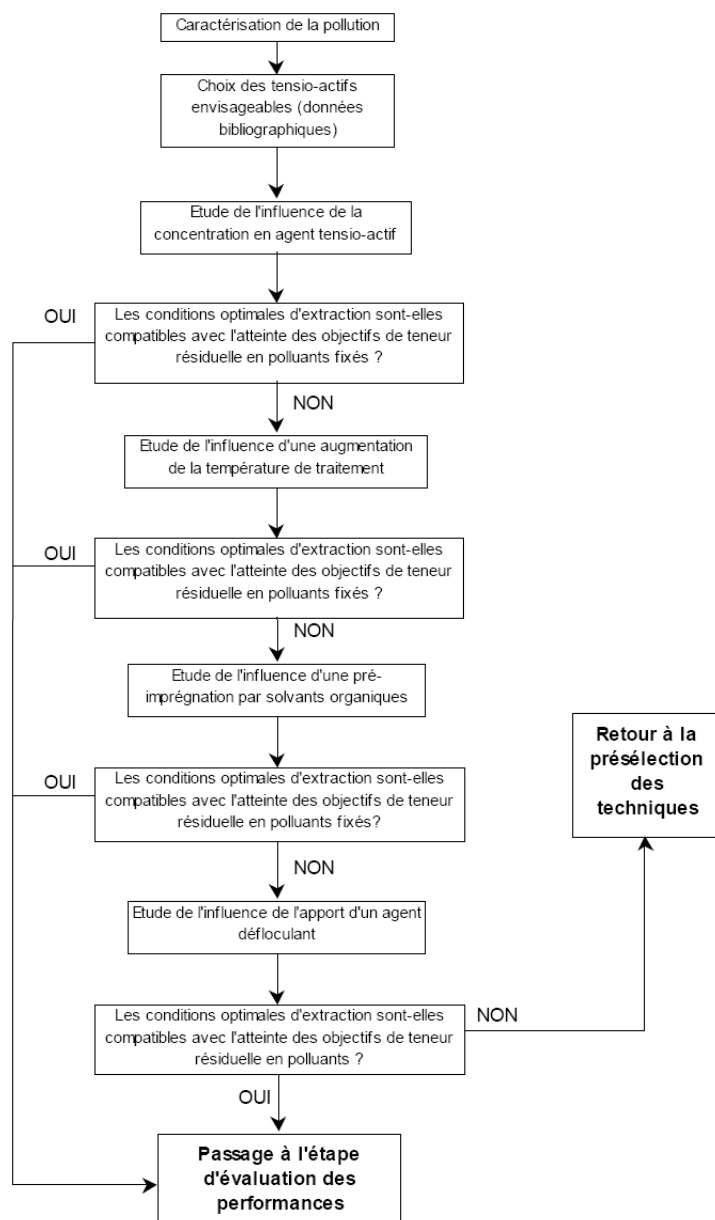 Caractérisation de la pollution
Choix des tensio-actifs
envisageables (données
bibliographiques)
Etude de l'influence de la
concentration en agent tensio-actif
OUI
Les conditions optimales d'extraction sont-elles
compatibles avec l'atteinte des objectifs de teneur
résiduelle en polluants fixés ?
NON
Etude de l'influence d'une augmentation
de la température de traitement
OUI
Les conditions optimales d'extraction sont-elles
compatibles avec l'atteinte des objectifs de teneur
résiduelle en polluants fixés ?
NON
Etude de l'influence d'une pré-
imprégnation par solvants organiques
Retour à la
présélection
des
techniques
OUI
Les conditions optimales d'extraction sont-elles
compatibles avec l'atteinte des objectifs de teneur
résiduelle en polluants fixés?
NON
Etude de l'influence de l'apport d'un agent
défloculant
Les conditions optimales d'extraction sont-elles
compatibles avec l'atteinte des objectifs de teneur
résiduelle en polluants ?
NON
OUI
Passage à l'étape
d'évaluation des
performances